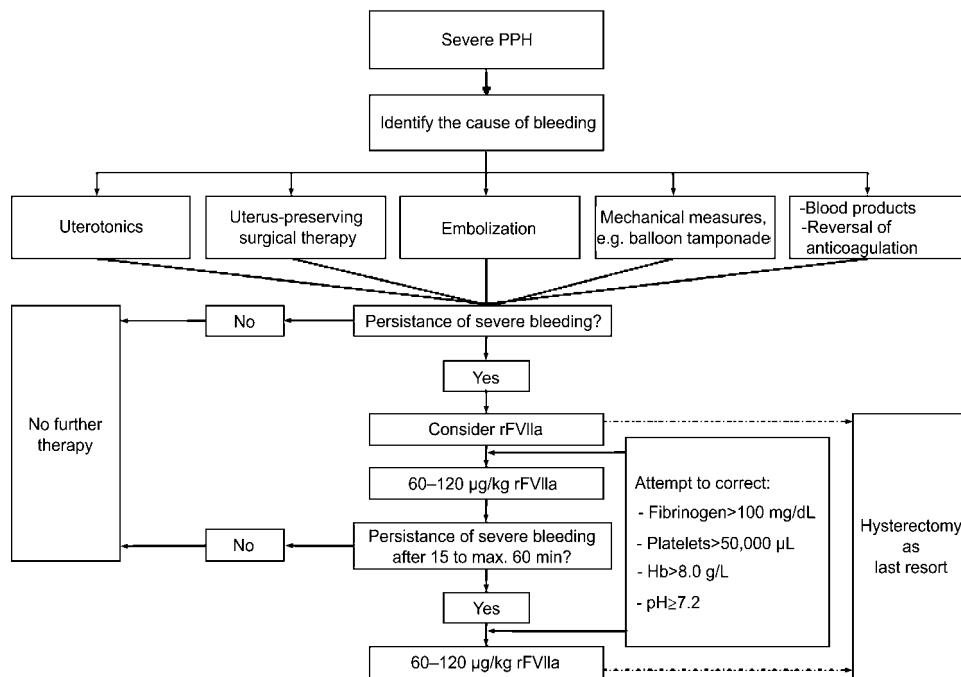 Severe PPH
Identify the cause of bleeding
Uterotonics
Uterus-preserving
surgical therapy
Embolization
Mechanical measures,
e.g. balloon tamponade
-Blood products
-Reversal of
anticoagulation
Persistance of severe bleeding?
No
Yes
No further
therapy
Consider rFVIIa
60–120 µg/kg rFVIIa
Attempt to correct:
- Fibrinogen>100 mg/dL
- Platelets>50,000 µL
- Hb>8.0 g/L
- pH≥7.2
Hysterectomy
as
last resort
Persistance of severe bleeding
after 15 to max. 60 min?
No
Yes
60–120 µg/kg rFVIIa